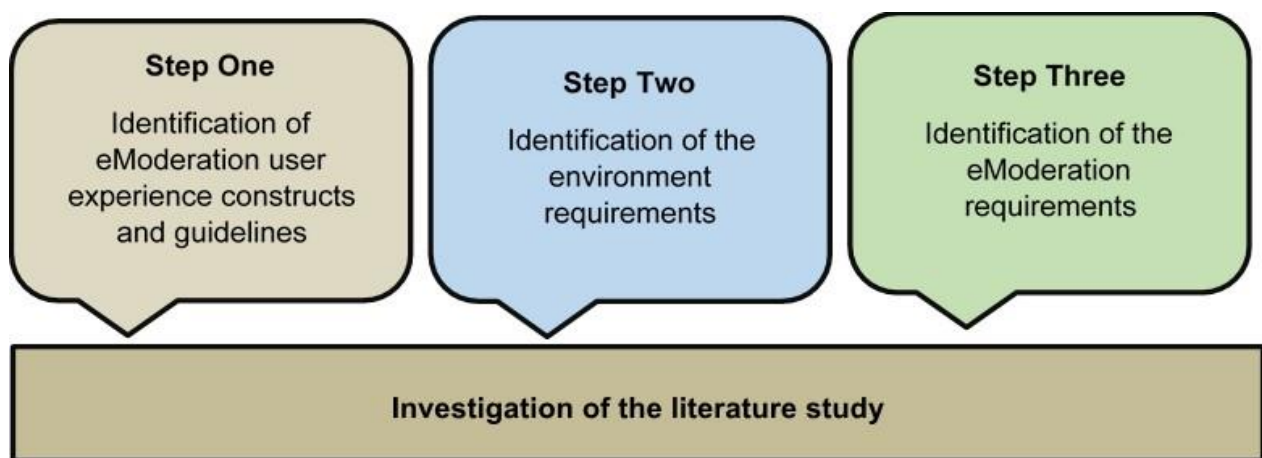 Step One
Identification of
eModeration user
experience constructs
and guidelines
Step Two
Identification of the
environment
requirements
Step Three
Identification of the
eModeration
requirements
Investigation of the literature study